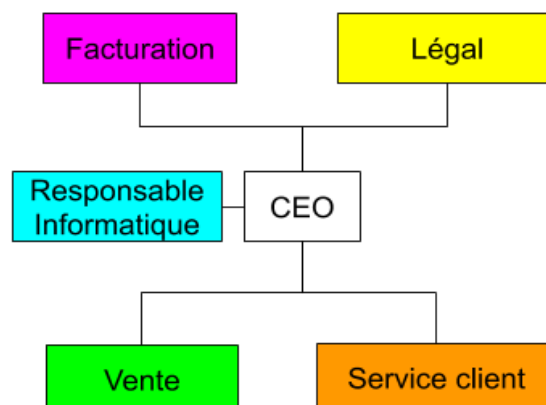 Facturation
Légal
Responsable
Informatique
CEO
Vente
Service client